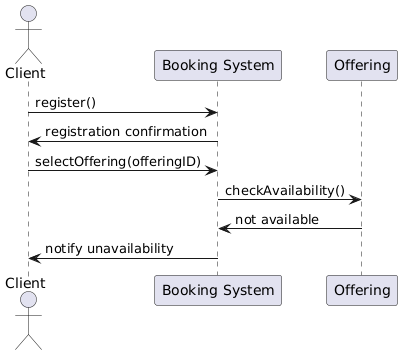 Client
Booking System
Offering
register()
registration confirmation
selectOffering(offeringID)
checkAvailability()
not available
notify unavailability
Client
Booking System
Offering